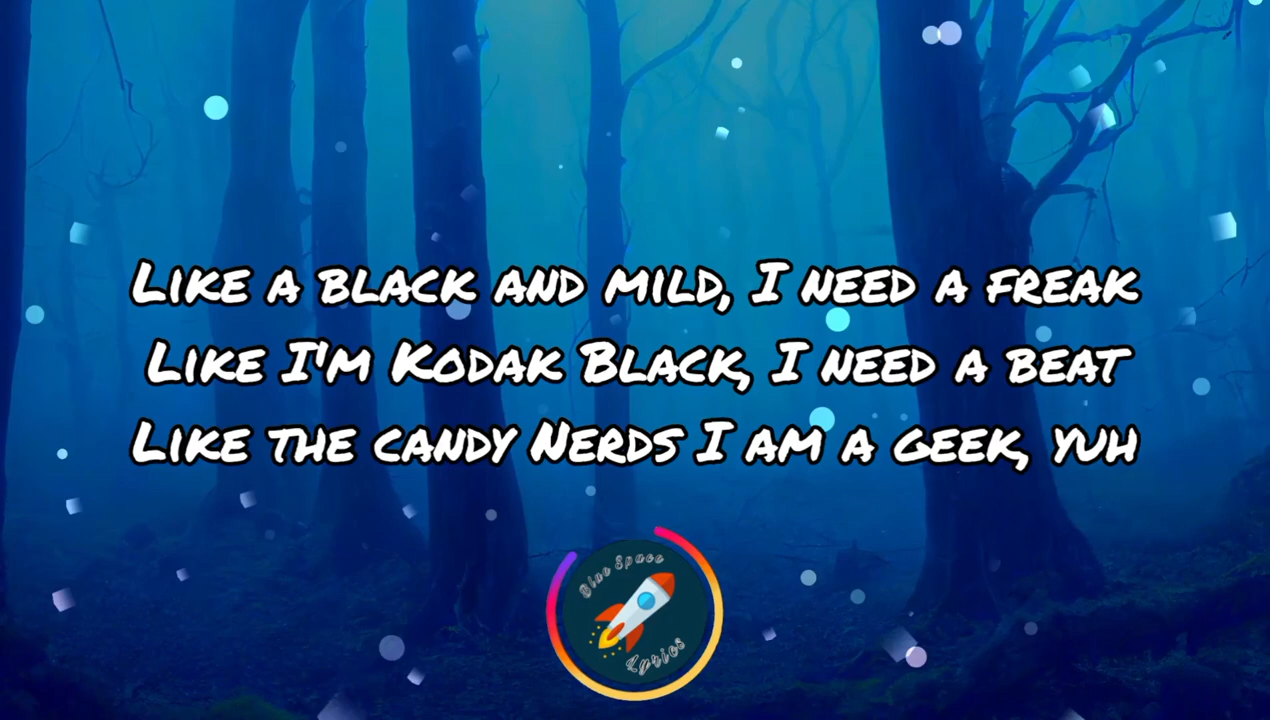 Like a black and mild, I need a freak
Like I'm Kodak Black, I need a beat
Like the candy Nerds I am a geek, yuh
Blue Space
Lyrics